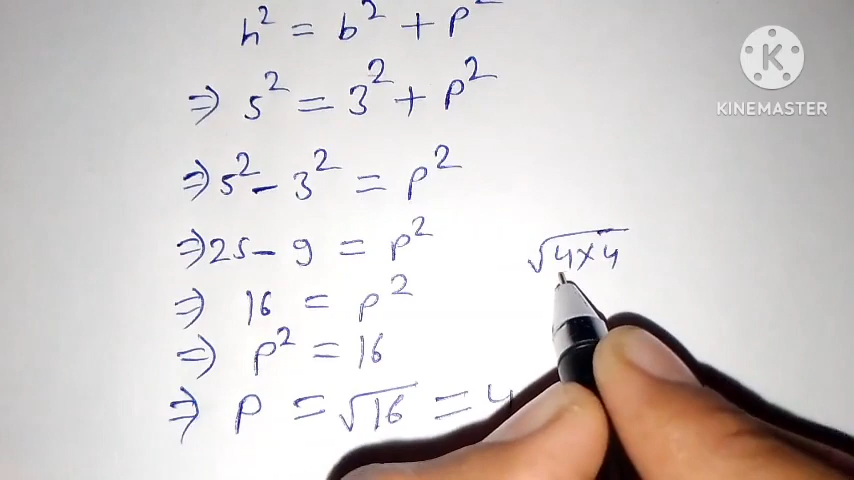 h² = b² + p²
⇒ 5² = 3² + p²
⇒ 5² - 3² = p²
⇒ 25 - 9 = p²
⇒ 16 = p²
⇒ p² = 16
⇒ p = √16 = 4
√4×4
K
KINEMASTER